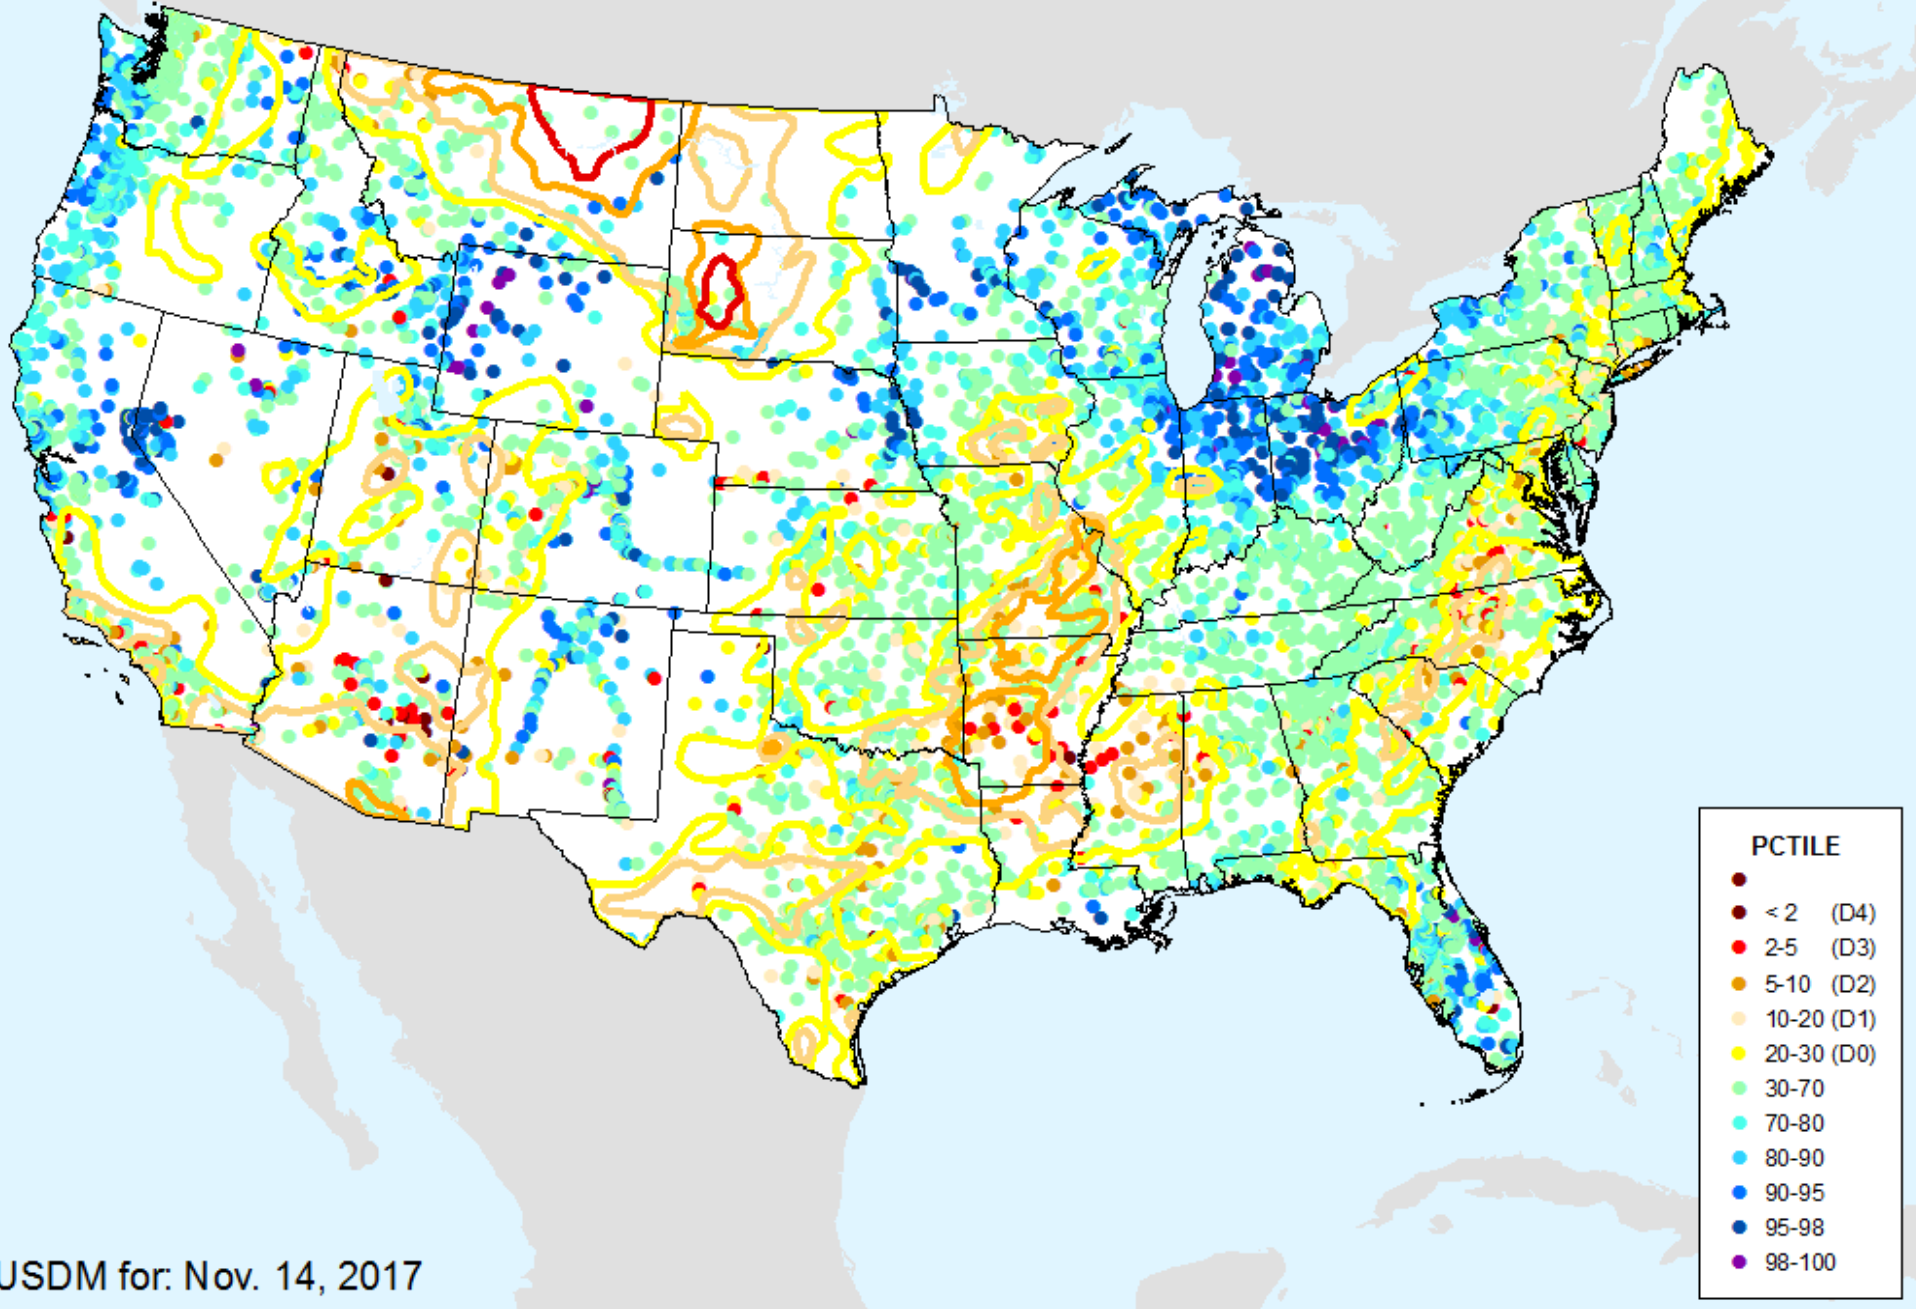 PCTILE
< 2 (D4)
2-5 (D3)
5-10 (D2)
10-20 (D1)
20-30 (D0)
30-70
70-80
80-90
90-95
95-98
98-100
USDM for: Nov. 14, 2017